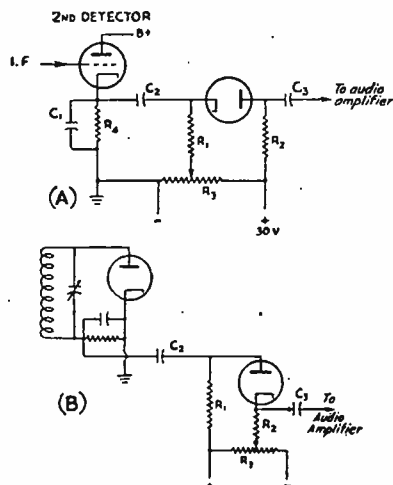 2ND DETECTOR
B+
I.F
C2
C3
To audio
amplifier
C1
R4
R1
R2
R3
(A)
-
+
30V
C2
(B)
R1
C3
To
Audio
Amplifier
R2
R3